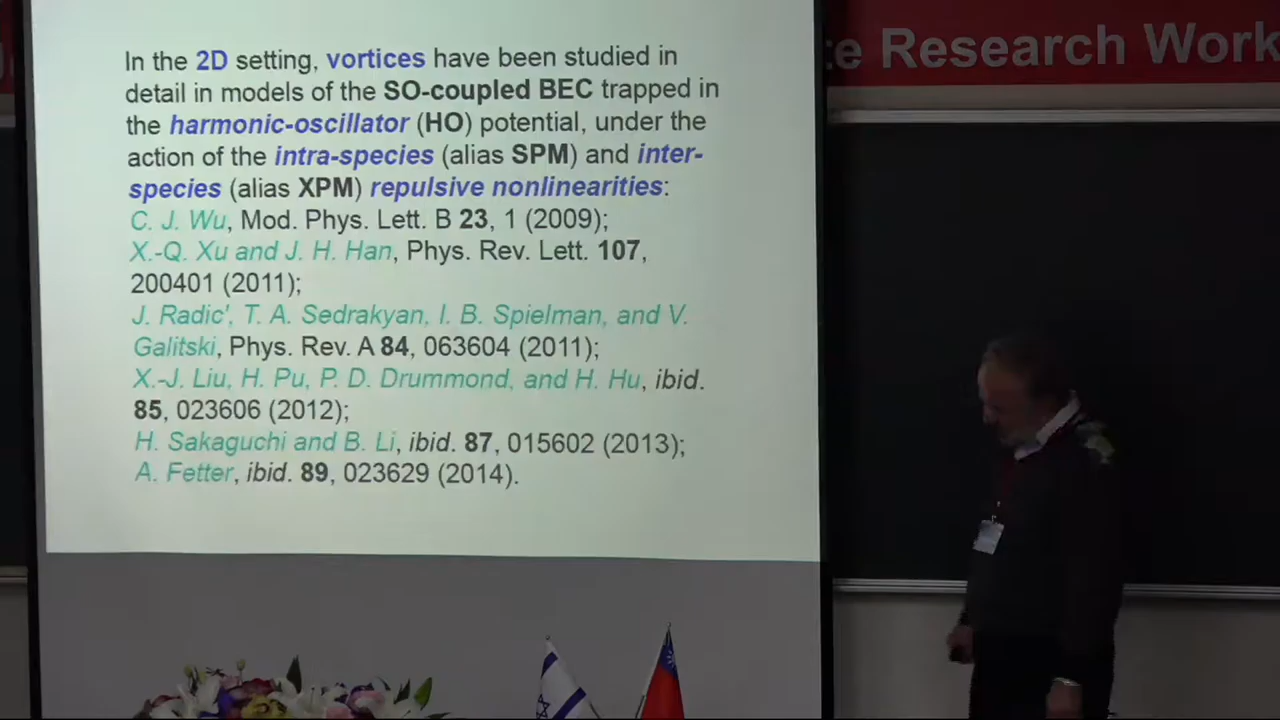 In the 2D setting, vortices have been studied in
detail in models of the SO-coupled BEC trapped in
the harmonic-oscillator (HO) potential, under the
action of the intra-species (alias SPM) and inter-
species (alias XPM) repulsive nonlinearities:
C. J. Wu, Mod. Phys. Lett. B 23, 1 (2009);
X.-Q. Xu and J. H. Han, Phys. Rev. Lett. 107,
200401 (2011);
J. Radic', T. A. Sedrakyan, I. B. Spielman, and V.
Galitski, Phys. Rev. A 84, 063604 (2011);
X.-J. Liu, H. Pu, P. D. Drummond, and H. Hu, ibid.
85, 023606 (2012);
H. Sakaguchi and B. Li, ibid. 87, 015602 (2013);
A. Fetter, ibid. 89, 023629 (2014).
Research